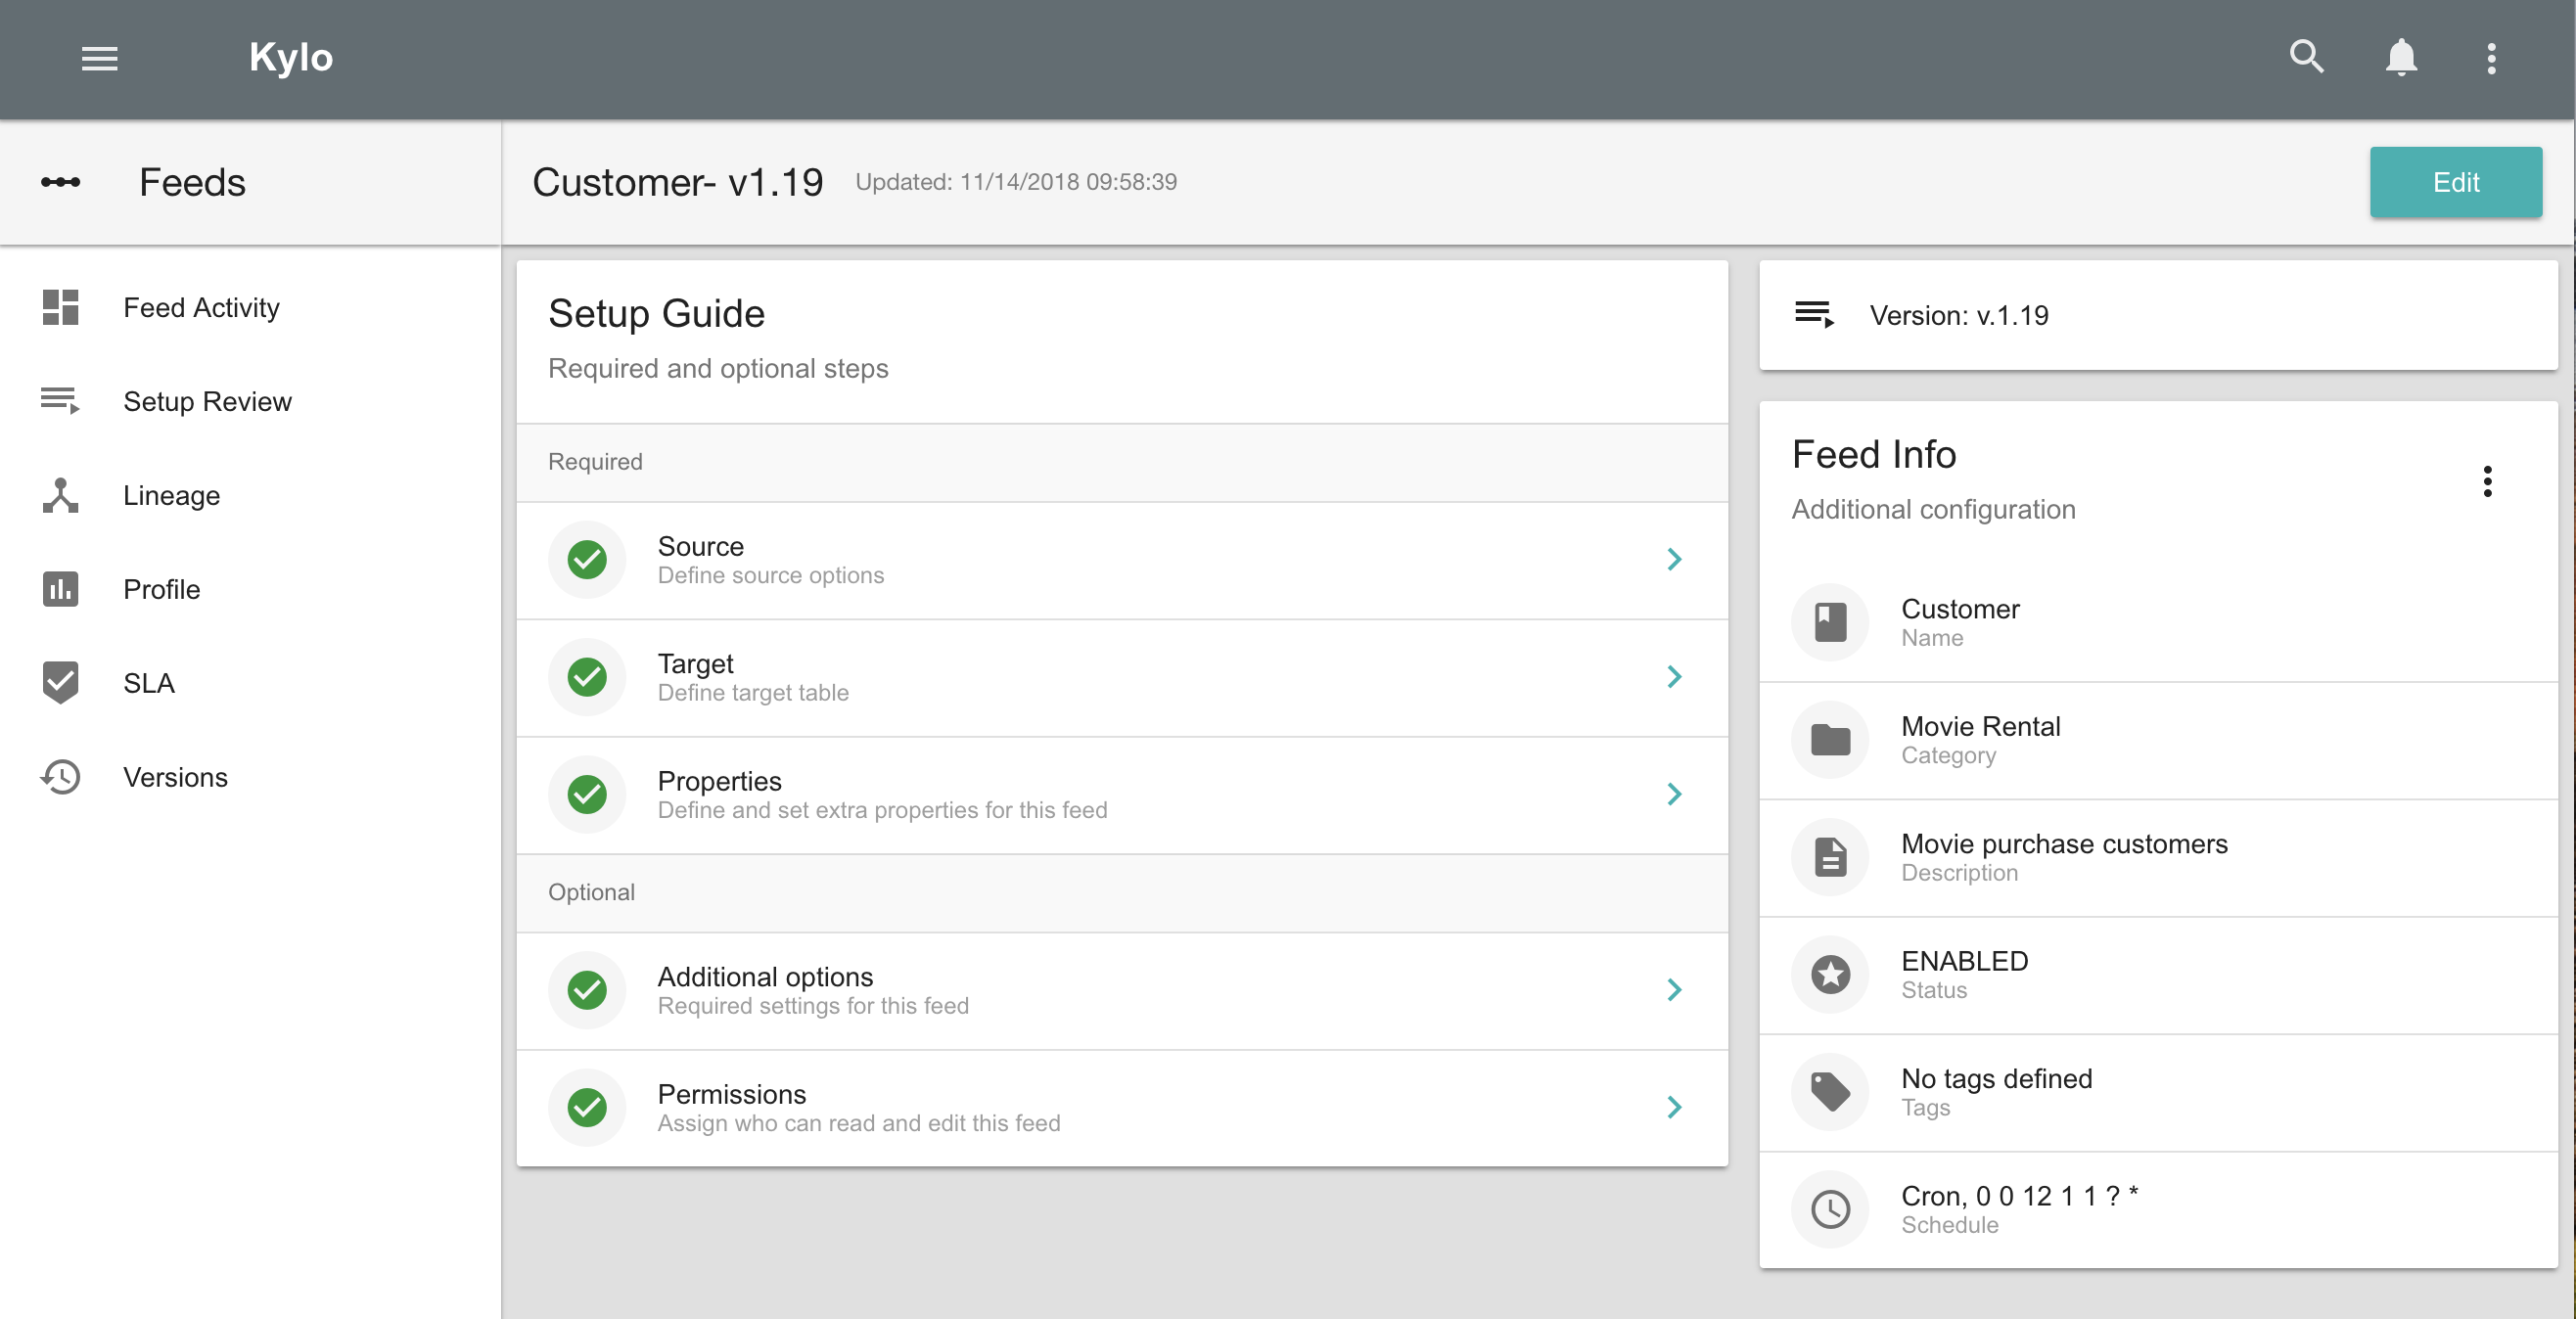 Kylo
Feeds
Customer- v1.19 Updated: 11/14/2018 09:58:39
Edit
Feed Activity
Setup Review
Lineage
Profile
SLA
Versions
Setup Guide
Required and optional steps
Required
Source
Define source options
Target
Define target table
Properties
Define and set extra properties for this feed
Optional
Additional options
Required settings for this feed
Permissions
Assign who can read and edit this feed
Version: v.1.19
Feed Info
Additional configuration
Customer
Name
Movie Rental
Category
Movie purchase customers
Description
ENABLED
Status
No tags defined
Tags
Cron, 0 0 12 1 1 ? *
Schedule